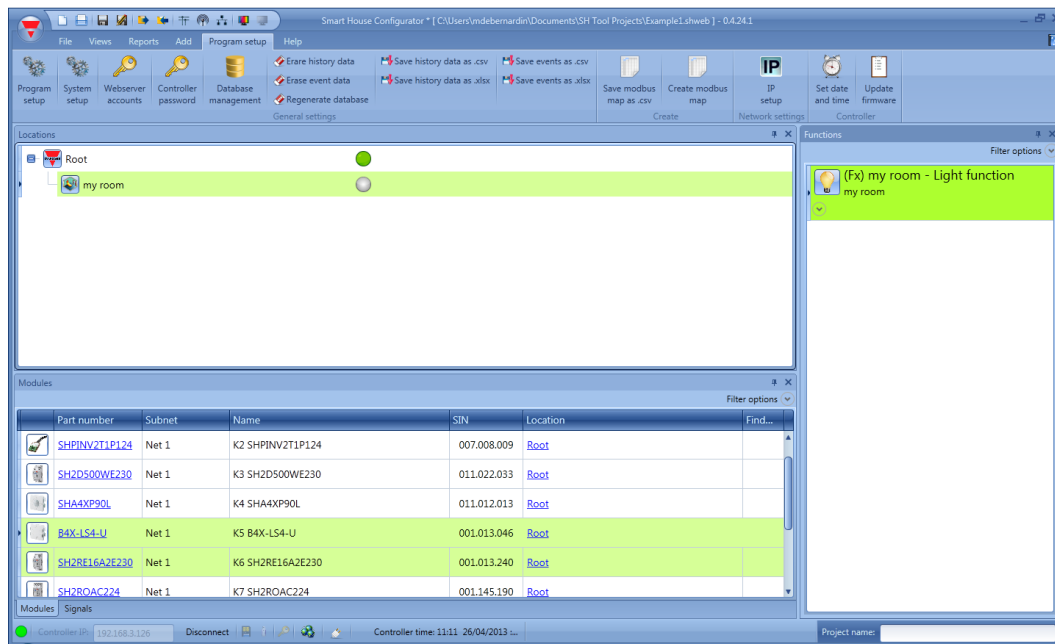 Smart House Configurator * [ C:\Users\mdebernardin\Documents\SH Tool Projects\Example1.shweb ] - 0.4.24.1
File Views Reports Add Program setup Help
Program setup
System setup
Webserver accounts
Controller password
Database management
Erare history data
Erase event data
Regenerate database
Save history data as .csv
Save history data as .xlsx
Save events as .csv
Save events as .xlsx
General settings
Save modbus map as .csv
Create modbus map
Create
IP
IP setup
Network settings
Set date and time
Update firmware
Controller
Locations
Root
my room
Functions
Filter options
(Fx) my room - Light function
my room
Modules
Filter options
Part number Subnet Name SIN Location Find...
SHPINV2T1P124 Net 1 K2 SHPINV2T1P124 007.008.009 Root
SH2D500WE230 Net 1 K3 SH2D500WE230 011.022.033 Root
SHA4XP90L Net 1 K4 SHA4XP90L 011.012.013 Root
B4X-LS4-U Net 1 K5 B4X-LS4-U 001.013.046 Root
SH2RE16A2E230 Net 1 K6 SH2RE16A2E230 001.013.240 Root
SH2ROAC224 Net 1 K7 SH2ROAC224 001.145.190 Root
Modules Signals
Controller IP: 192.168.3.126 Disconnect Controller time: 11:11 26/04/2013 :... Project name: